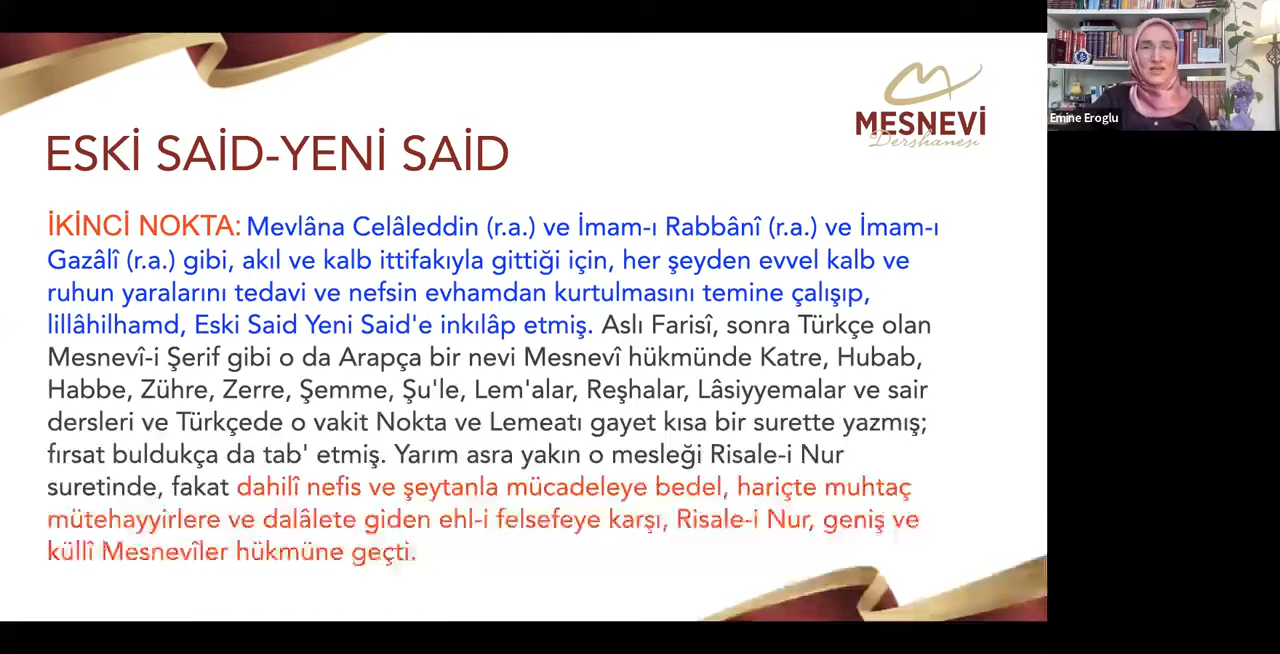 MESNEVİ
Dershanesi
Emine Eroglu
ESKİ SAİD-YENİ SAİD
İKİNCİ NOKTA: Mevlâna Celâleddin (r.a.) ve İmam-ı Rabbânî (r.a.) ve İmam-ı
Gazâlî (r.a.) gibi, akıl ve kalb ittifakıyla gittiği için, her şeyden evvel kalb ve
ruhun yaralarını tedavi ve nefsin evhamdan kurtulmasını temine çalışıp,
lillâhilhamd, Eski Said Yeni Said'e inkılâp etmiş. Aslı Farisî, sonra Türkçe olan
Mesnevî-i Şerif gibi o da Arapça bir nevi Mesnevî hükmünde Katre, Hubab,
Habbe, Zühre, Zerre, Şemme, Şu'le, Lem'alar, Reşhalar, Lâsiyyemalar ve sair
dersleri ve Türkçede o vakit Nokta ve Lemeatı gayet kısa bir surette yazmış;
fırsat buldukça da tab' etmiş. Yarım asra yakın o mesleği Risale-i Nur
suretinde, fakat dahilî nefis ve şeytanla mücadeleye bedel, hariçte muhtaç
mütehayyirlere ve dalâlete giden ehl-i felsefeye karşı, Risale-i Nur, geniş ve
küllî Mesnevîler hükmüne geçti.